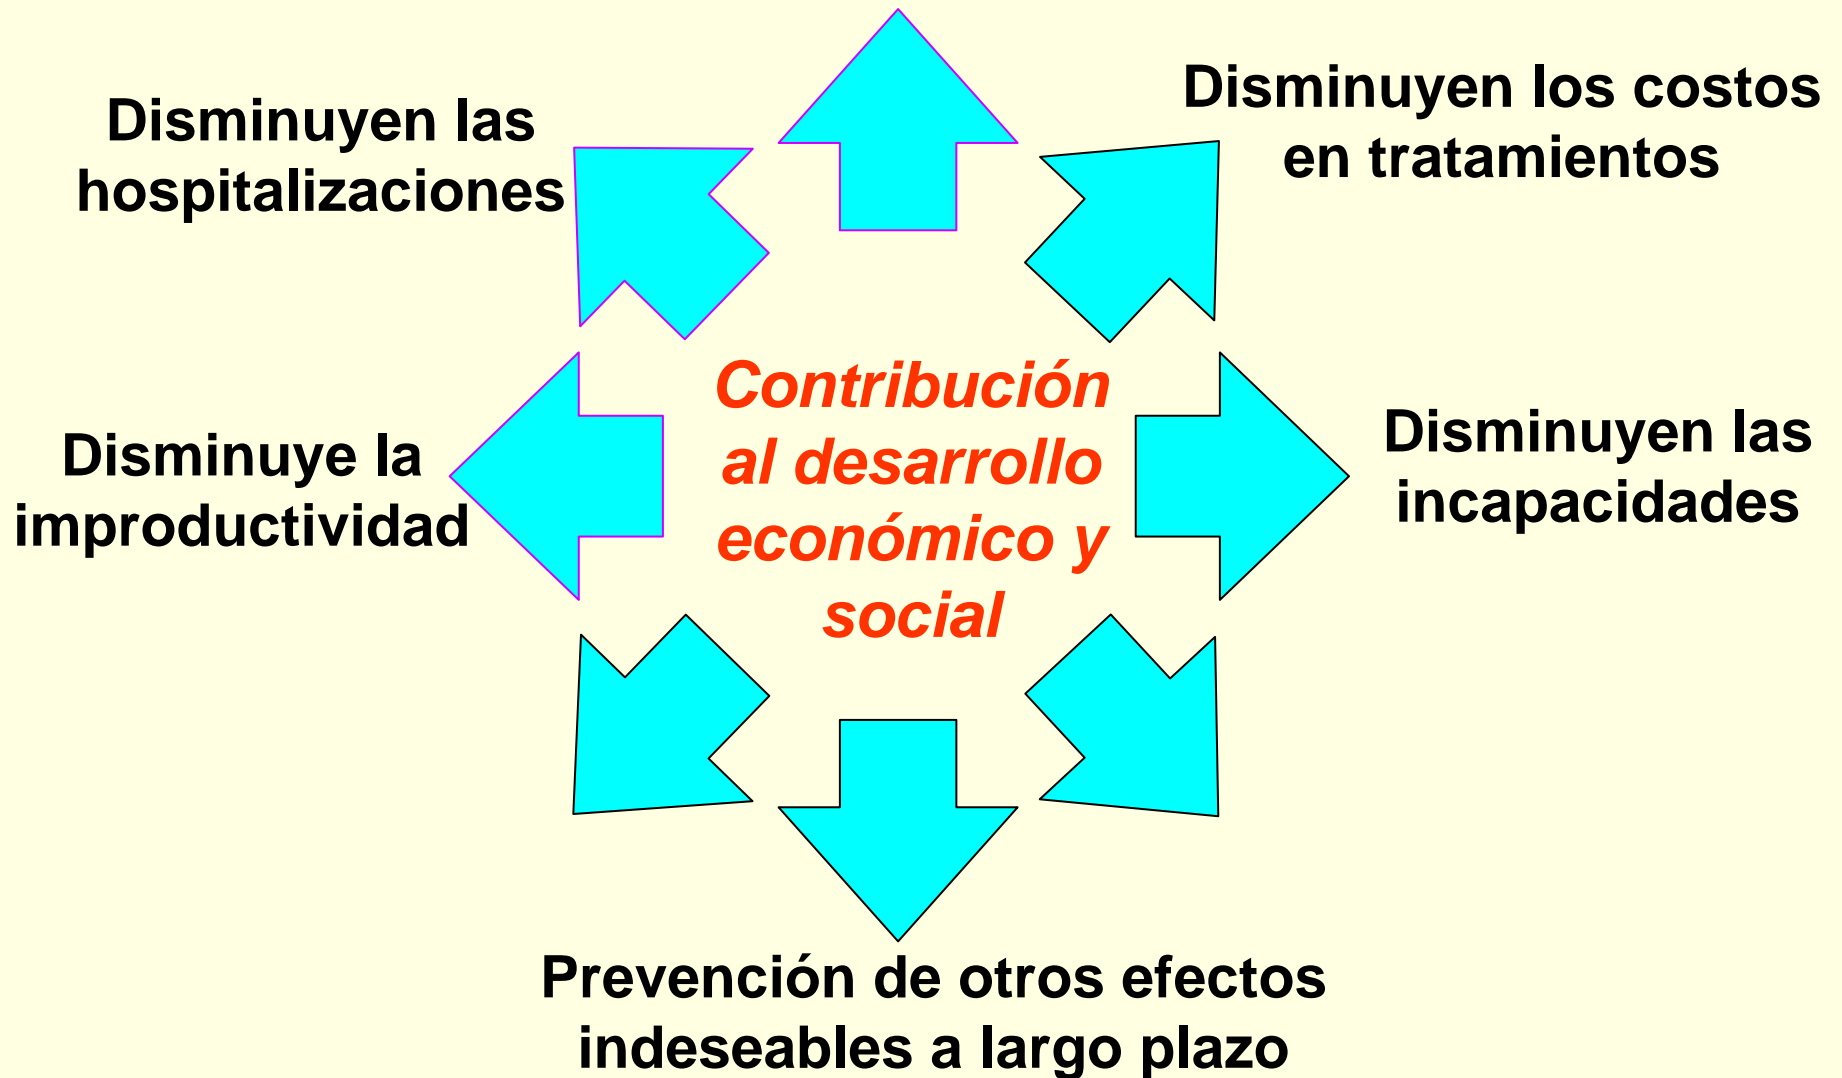 Disminuyen las
hospitalizaciones
Disminuyen los costos
en tratamientos
Disminuye la
improductividad
Contribución
al desarrollo
económico y
social
Disminuyen las
incapacidades
Prevención de otros efectos
indeseables a largo plazo